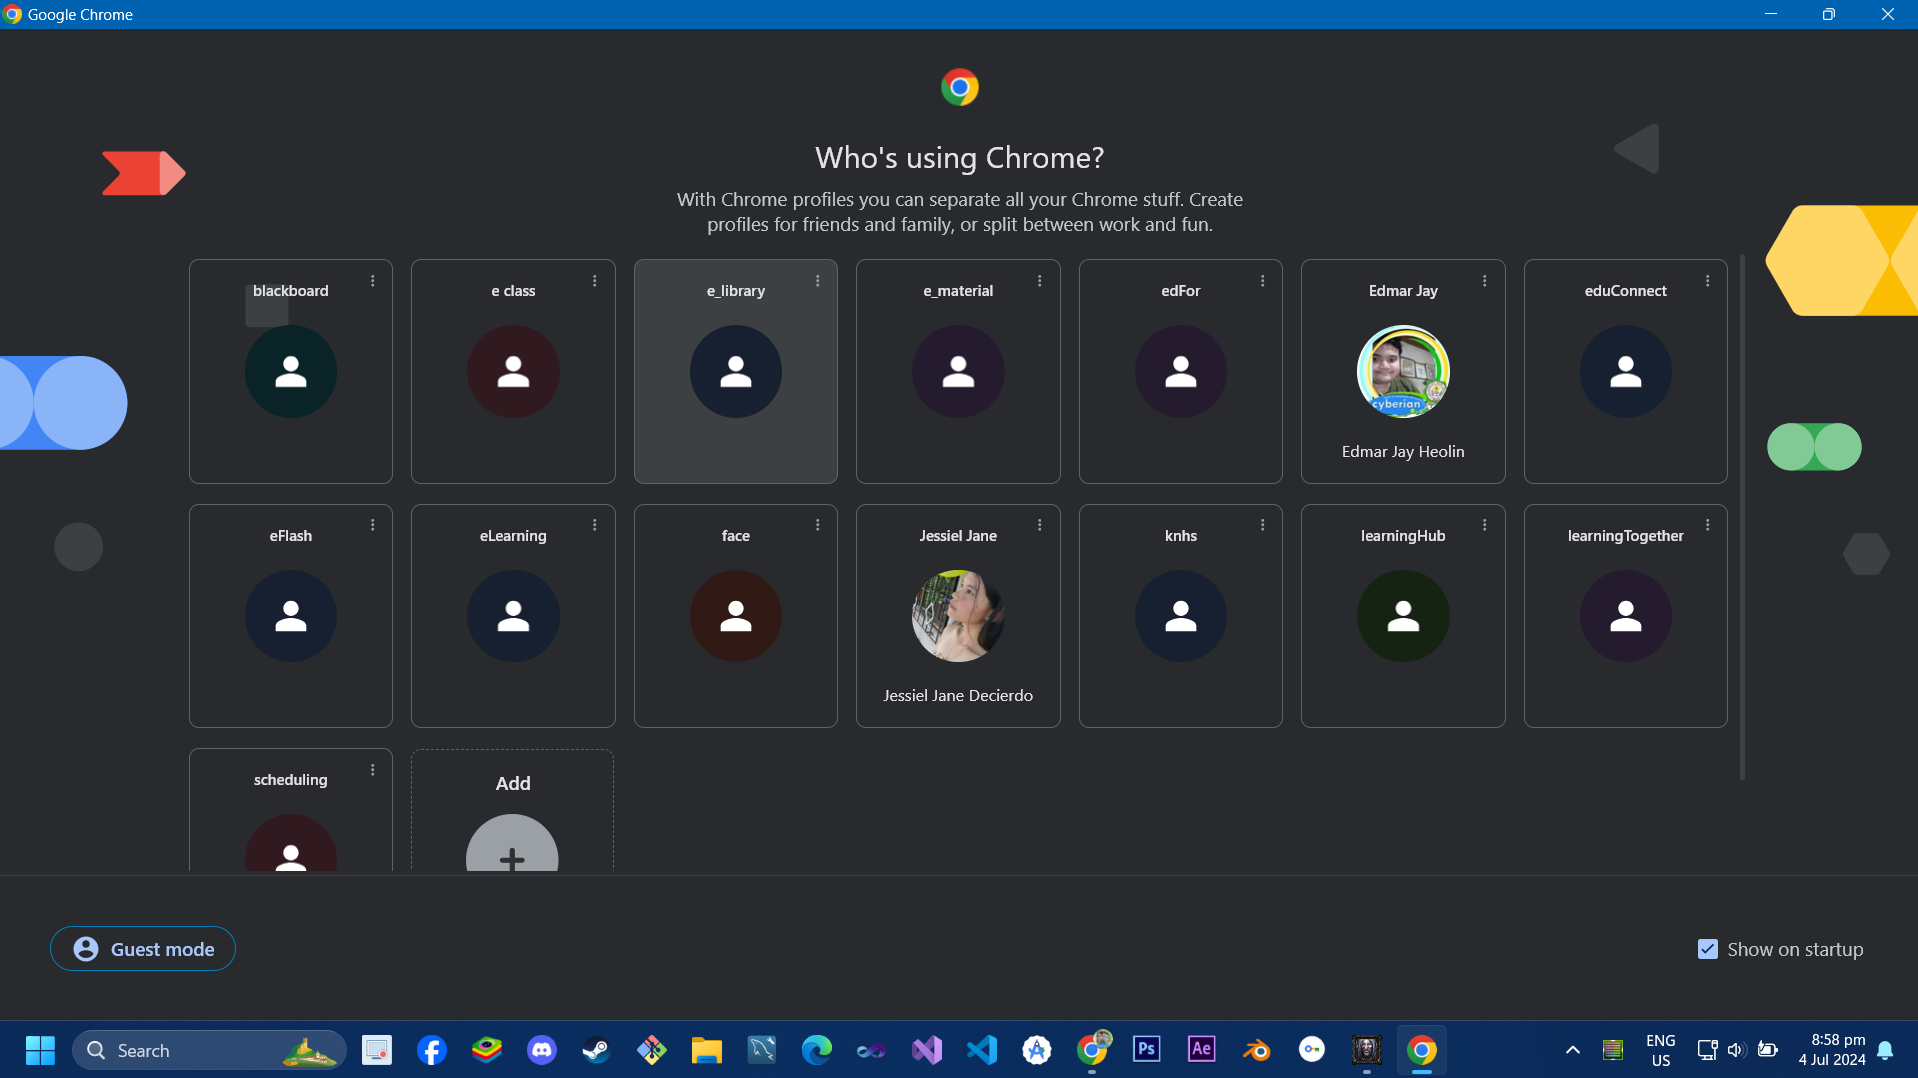 Google Chrome
Who's using Chrome?
With Chrome profiles you can separate all your Chrome stuff. Create
profiles for friends and family, or split between work and fun.
blackboard
e class
e_library
e_material
edFor
Edmar Jay
cyberian
Edmar Jay Heolin
eduConnect
eFlash
eLearning
face
Jessiel Jane
Jessiel Jane Decierdo
knhs
learningHub
learningTogether
scheduling
Add
Guest mode
Show on startup
Search
Ps
Ae
ENG
US
8:58 pm
4 Jul 2024